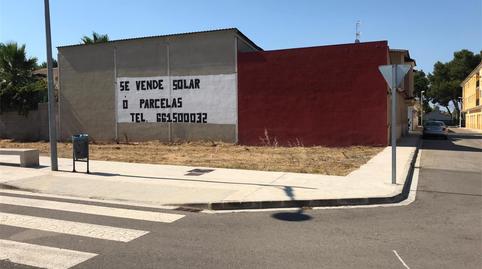 SE VENDE SOLAR
Ó PARCELAS
TEL. 661500032